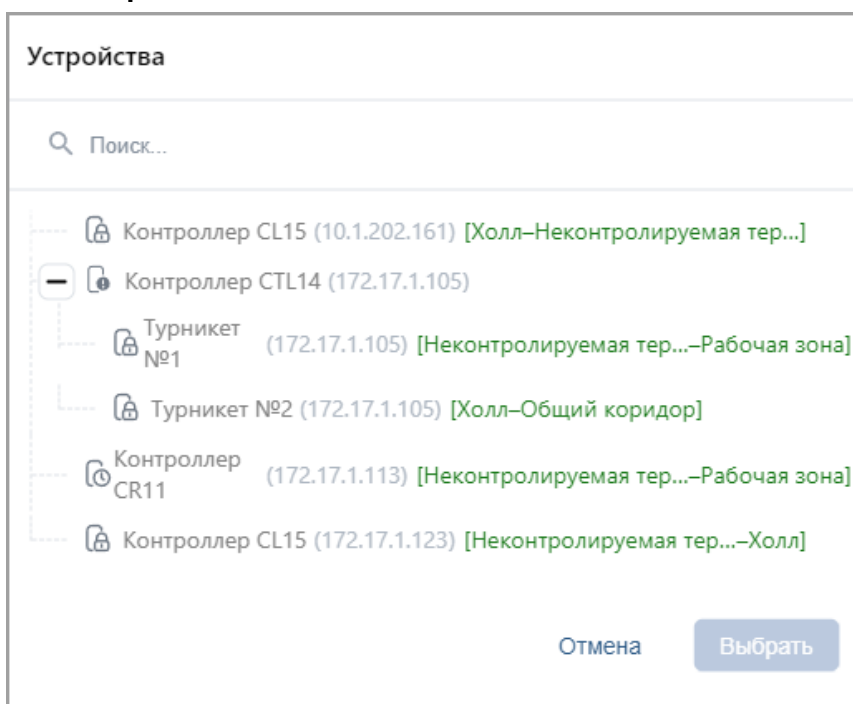 Устройства
Поиск...
Контроллер CL15 (10.1.202.161) [Холл–Неконтролируемая тер...]
Контроллер CTL14 (172.17.1.105)
Турникет №1 (172.17.1.105) [Неконтролируемая тер...–Рабочая зона]
Турникет №2 (172.17.1.105) [Холл–Общий коридор]
Контроллер CR11 (172.17.1.113) [Неконтролируемая тер...–Рабочая зона]
Контроллер CL15 (172.17.1.123) [Неконтролируемая тер...–Холл]
Отмена Выбрать